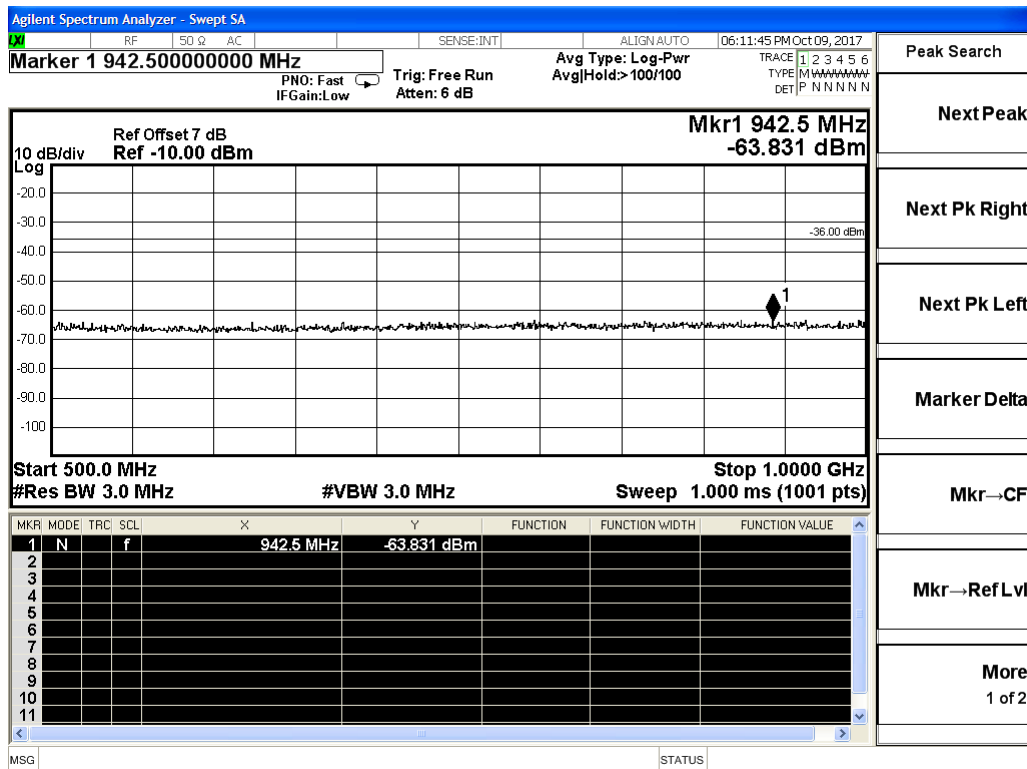 Agilent Spectrum Analyzer - Swept SA
LXI RF 50 Ω AC SENSE:INT ALIGN AUTO 06:11:45 PM Oct 09, 2017
Marker 1 942.500000000 MHz
PNO: Fast
IFGain:Low
Trig: Free Run
Atten: 6 dB
Avg Type: Log-Pwr
Avg|Hold:> 100/100
TRACE 1 2 3 4 5 6
TYPE M WWWWW
DET P N N N N N
Peak Search
Next Peak
Next Pk Right
Next Pk Left
Marker Delta
Mkr→CF
Mkr→Ref Lvl
More
1 of 2
Mkr1 942.5 MHz
-63.831 dBm
Ref Offset 7 dB
10 dB/div Ref -10.00 dBm
Log
-20.0
-30.0
-36.00 dBm
-40.0
-50.0
1
-60.0
-70.0
-80.0
-90.0
-100
Start 500.0 MHz Stop 1.0000 GHz
#Res BW 3.0 MHz #VBW 3.0 MHz Sweep 1.000 ms (1001 pts)
MKR MODE TRC SCL X Y FUNCTION FUNCTION WIDTH FUNCTION VALUE
1 N f 942.5 MHz -63.831 dBm
2
3
4
5
6
7
8
9
10
11
MSG STATUS